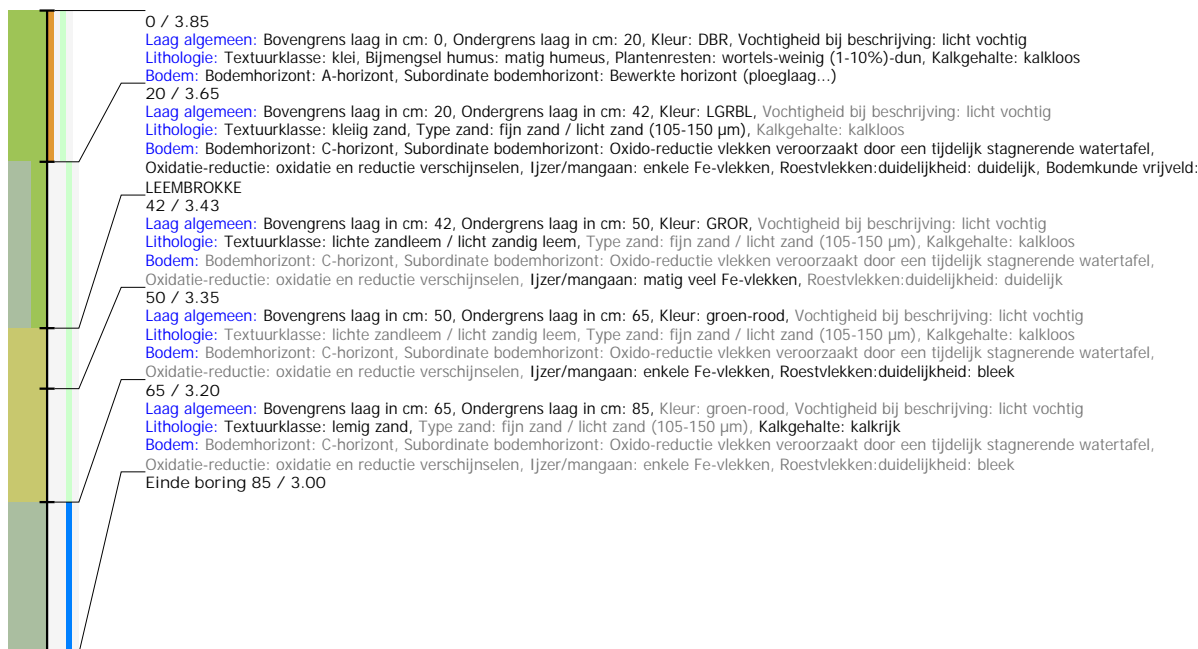 0 / 3.85
Laag algemeen: Bovengrens laag in cm: 0, Ondergrens laag in cm: 20, Kleur: DBR, Vochtigheid bij beschrijving: licht vochtig
Lithologie: Textuurklasse: klei, Bijmengsel humus: matig humeus, Plantenresten: wortels-weinig (1-10%)-dun, Kalkgehalte: kalkloos
Bodem: Bodemhorizont: A-horizont, Subordinate bodemhorizont: Bewerkte horizont (ploeglaag...)
20 / 3.65
Laag algemeen: Bovengrens laag in cm: 20, Ondergrens laag in cm: 42, Kleur: LGRBL, Vochtigheid bij beschrijving: licht vochtig
Lithologie: Textuurklasse: kleiig zand, Type zand: fijn zand / licht zand (105-150 µm), Kalkgehalte: kalkloos
Bodem: Bodemhorizont: C-horizont, Subordinate bodemhorizont: Oxido-reductie vlekken veroorzaakt door een tijdelijk stagnerende watertafel,
Oxidatie-reductie: oxidatie en reductie verschijnselen, Ijzer/mangaan: enkele Fe-vlekken, Roestvlekken:duidelijkheid: duidelijk, Bodemkunde vrijveld:
LEEMBROKKE
42 / 3.43
Laag algemeen: Bovengrens laag in cm: 42, Ondergrens laag in cm: 50, Kleur: GROR, Vochtigheid bij beschrijving: licht vochtig
Lithologie: Textuurklasse: lichte zandleem / licht zandig leem, Type zand: fijn zand / licht zand (105-150 µm), Kalkgehalte: kalkloos
Bodem: Bodemhorizont: C-horizont, Subordinate bodemhorizont: Oxido-reductie vlekken veroorzaakt door een tijdelijk stagnerende watertafel,
Oxidatie-reductie: oxidatie en reductie verschijnselen, Ijzer/mangaan: matig veel Fe-vlekken, Roestvlekken:duidelijkheid: duidelijk
50 / 3.35
Laag algemeen: Bovengrens laag in cm: 50, Ondergrens laag in cm: 65, Kleur: groen-rood, Vochtigheid bij beschrijving: licht vochtig
Lithologie: Textuurklasse: lichte zandleem / licht zandig leem, Type zand: fijn zand / licht zand (105-150 µm), Kalkgehalte: kalkloos
Bodem: Bodemhorizont: C-horizont, Subordinate bodemhorizont: Oxido-reductie vlekken veroorzaakt door een tijdelijk stagnerende watertafel,
Oxidatie-reductie: oxidatie en reductie verschijnselen, Ijzer/mangaan: enkele Fe-vlekken, Roestvlekken:duidelijkheid: bleek
65 / 3.20
Laag algemeen: Bovengrens laag in cm: 65, Ondergrens laag in cm: 85, Kleur: groen-rood, Vochtigheid bij beschrijving: licht vochtig
Lithologie: Textuurklasse: lemig zand, Type zand: fijn zand / licht zand (105-150 µm), Kalkgehalte: kalkrijk
Bodem: Bodemhorizont: C-horizont, Subordinate bodemhorizont: Oxido-reductie vlekken veroorzaakt door een tijdelijk stagnerende watertafel,
Oxidatie-reductie: oxidatie en reductie verschijnselen, Ijzer/mangaan: enkele Fe-vlekken, Roestvlekken:duidelijkheid: bleek
Einde boring 85 / 3.00